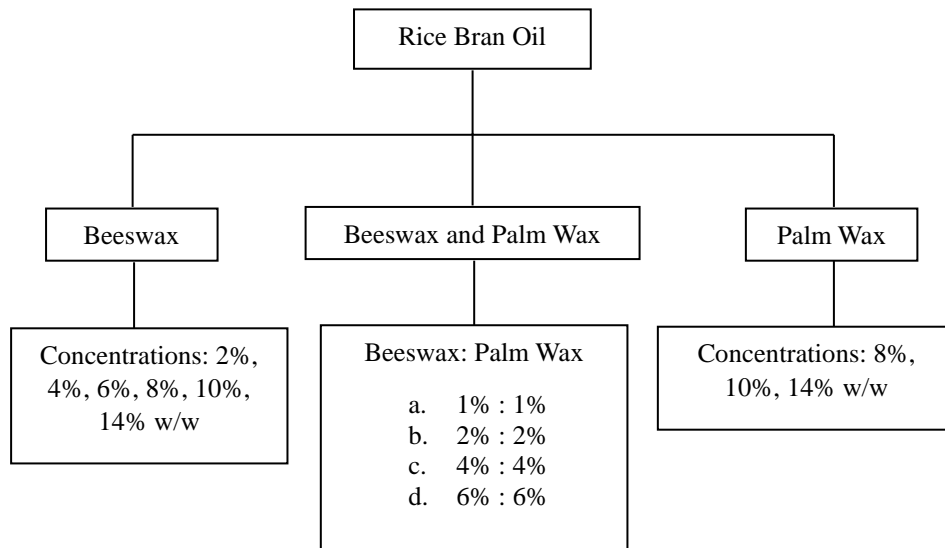 Rice Bran Oil
Beeswax
Beeswax and Palm Wax
Palm Wax
Concentrations: 2%,
4%, 6%, 8%, 10%,
14% w/w
Beeswax: Palm Wax
a. 1% : 1%
b. 2% : 2%
c. 4% : 4%
d. 6% : 6%
Concentrations: 8%,
10%, 14% w/w